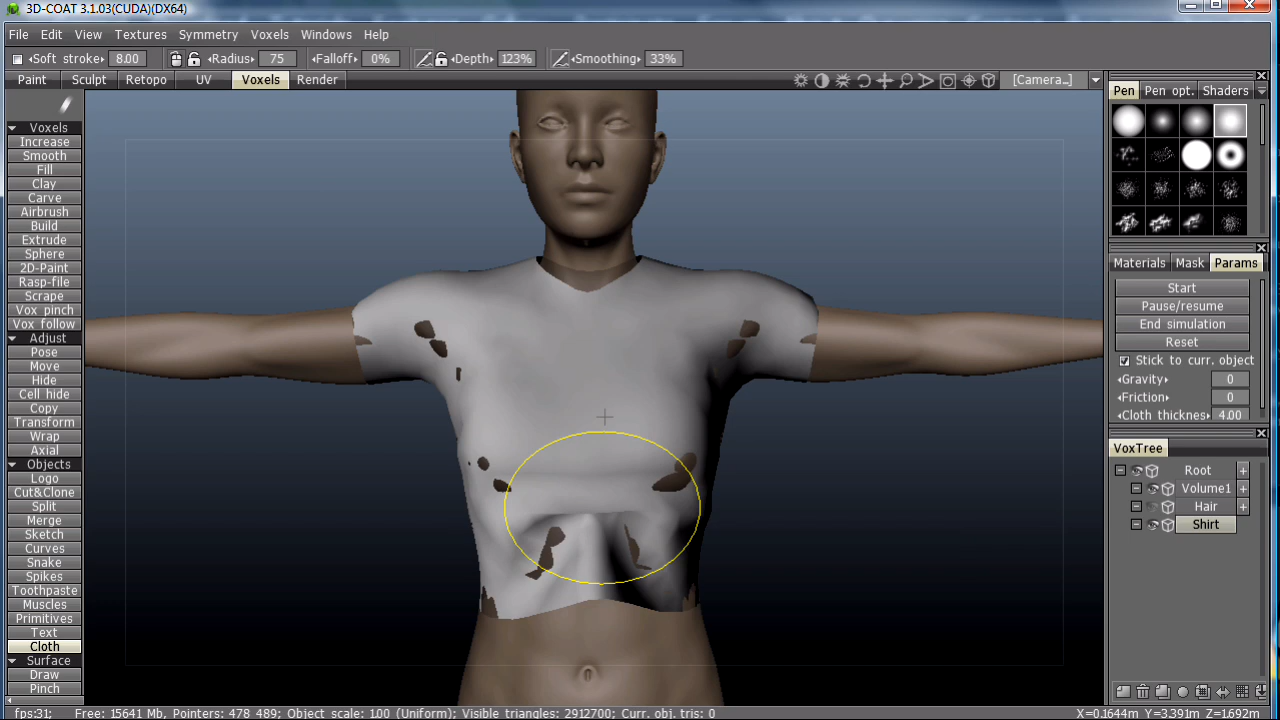 3D-COAT 3.1.03(CUDA)(DX64)
File Edit View Textures Symmetry Voxels Windows Help
Soft stroke 8.00 Radius 75 Falloff 0% Depth 123% Smoothing 33%
Paint Sculpt Retopo UV Voxels Render [Camera_]
Voxels
Increase
Smooth
Fill
Clay
Carve
Airbrush
Build
Extrude
Sphere
2D-Paint
Rasp-file
Scrape
Vox pinch
Vox follow
Adjust
Pose
Move
Hide
Cell hide
Copy
Transform
Wrap
Axial
Objects
Logo
Cut&Clone
Split
Merge
Sketch
Curves
Snake
Spikes
Toothpaste
Muscles
Primitives
Text
Cloth
Surface
Draw
Pinch
Pen Pen opt. Shaders
Materials Mask Params
Start
Pause/resume
End simulation
Reset
Stick to curr. object
Gravity 0
Friction 0
Cloth thicknes 4.00
VoxTree
Root +
Volume1 +
Hair +
Shirt
fps:31; Free: 15641 Mb, Pointers: 478 489; Object scale: 1.00 (Uniform); Visible triangles: 2912700; Curr. obj. tris: 0 X=0.1644m Y=3.391m Z=1.692m